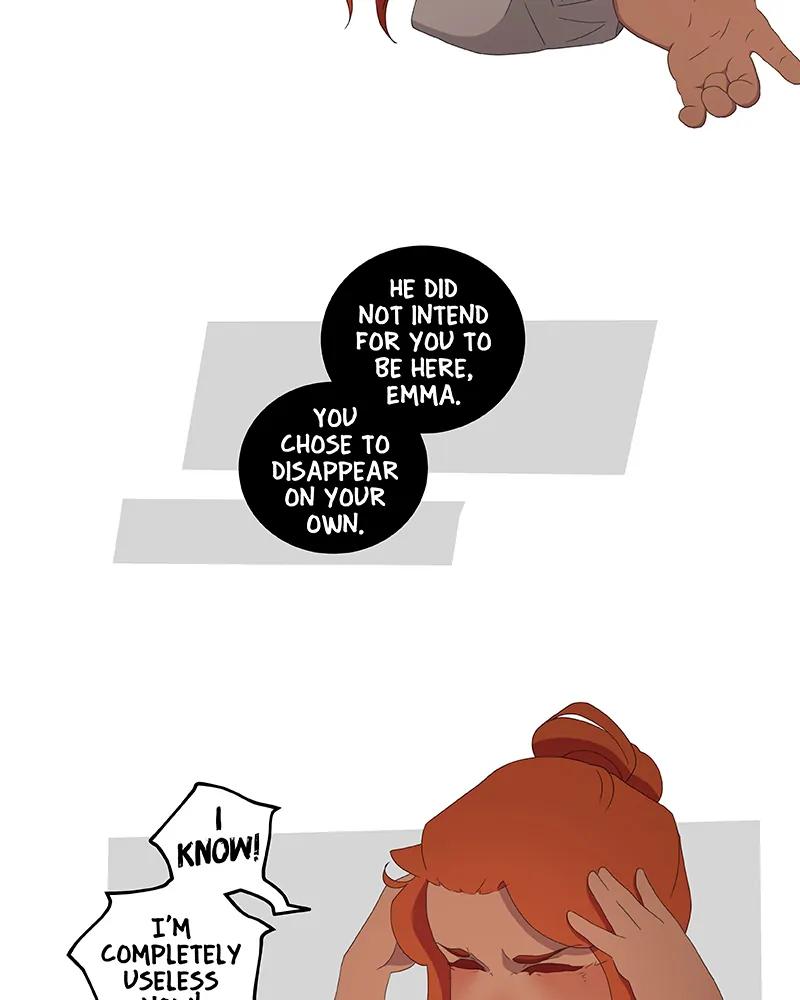 HE DID
NOT INTEND
FOR YOU TO
BE HERE,
EMMA.
YOU
CHOSE TO
DISAPPEAR
ON YOUR
OWN.
I
KNOW!
I'M
COMPLETELY
USELESS
NOW!